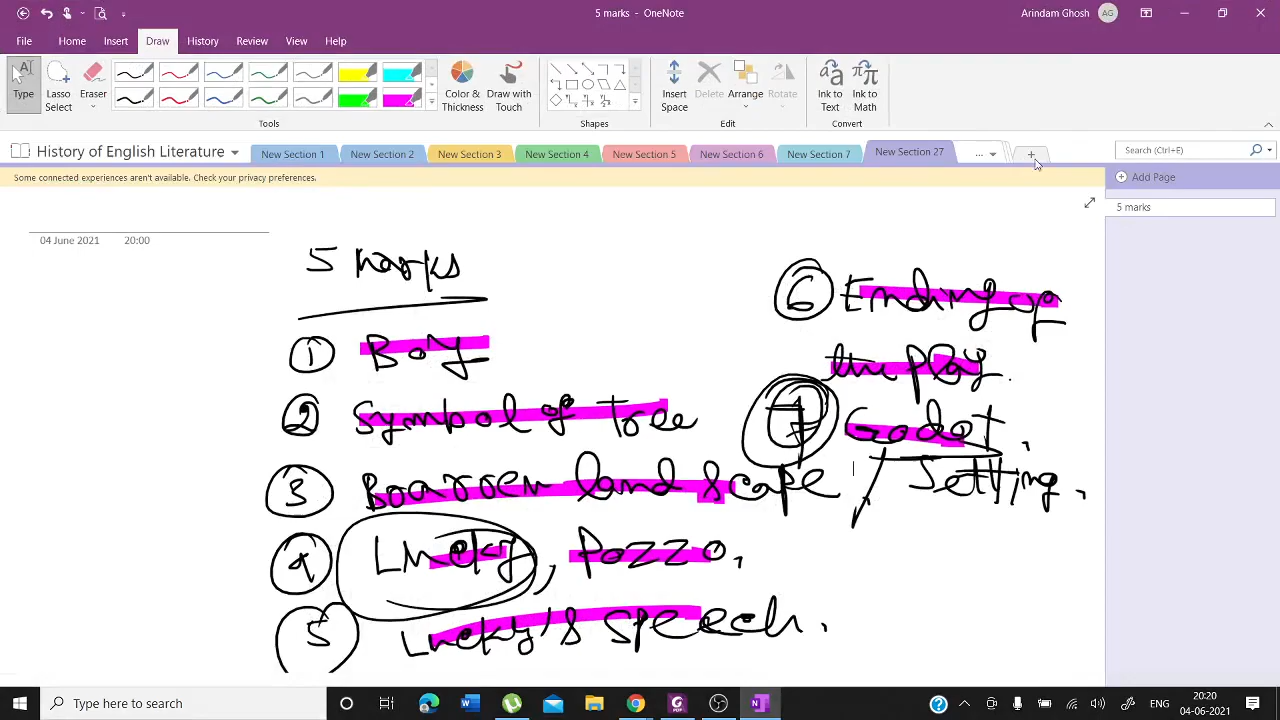 5 marks - OneNote
Arindam Ghosh AG
File Home Insert Draw History Review View Help
Type
Lasso Select
Eraser
Color & Thickness
Draw with Touch
Insert Space
Delete
Arrange
Rotate
Ink to Text
Ink to Math
Tools
Shapes
Edit
Convert
History of English Literature
New Section 1 New Section 2 New Section 3 New Section 4 New Section 5 New Section 6 New Section 7 New Section 27 ...
Search (Ctrl+E)
Some connected experiences aren't available. Check your privacy preferences.
Add Page
5 marks
04 June 2021 20:00
5 marks
① Boy
② Symbol of Tree
③ Boarren landscape / Setting.
④ Lucky, Pozzo,
⑤ Lucky's speech.
⑥ Ending of
the play.
⑦ Godot.
Type here to search
ENG
20:20
04-06-2021